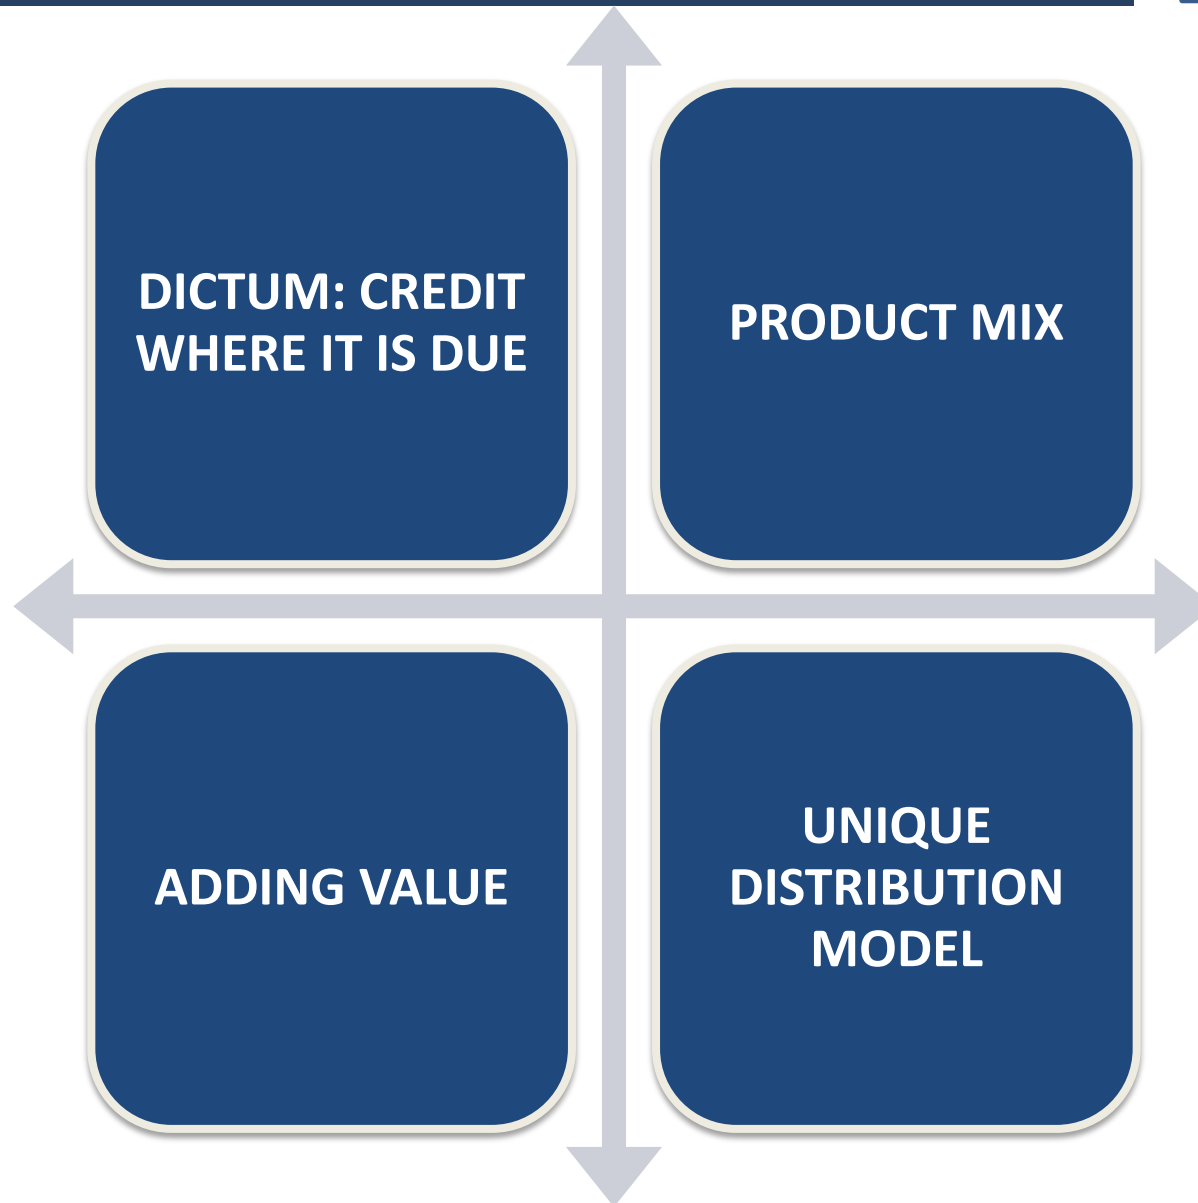 DICTUM: CREDIT
WHERE IT IS DUE
PRODUCT MIX
ADDING VALUE
UNIQUE
DISTRIBUTION
MODEL